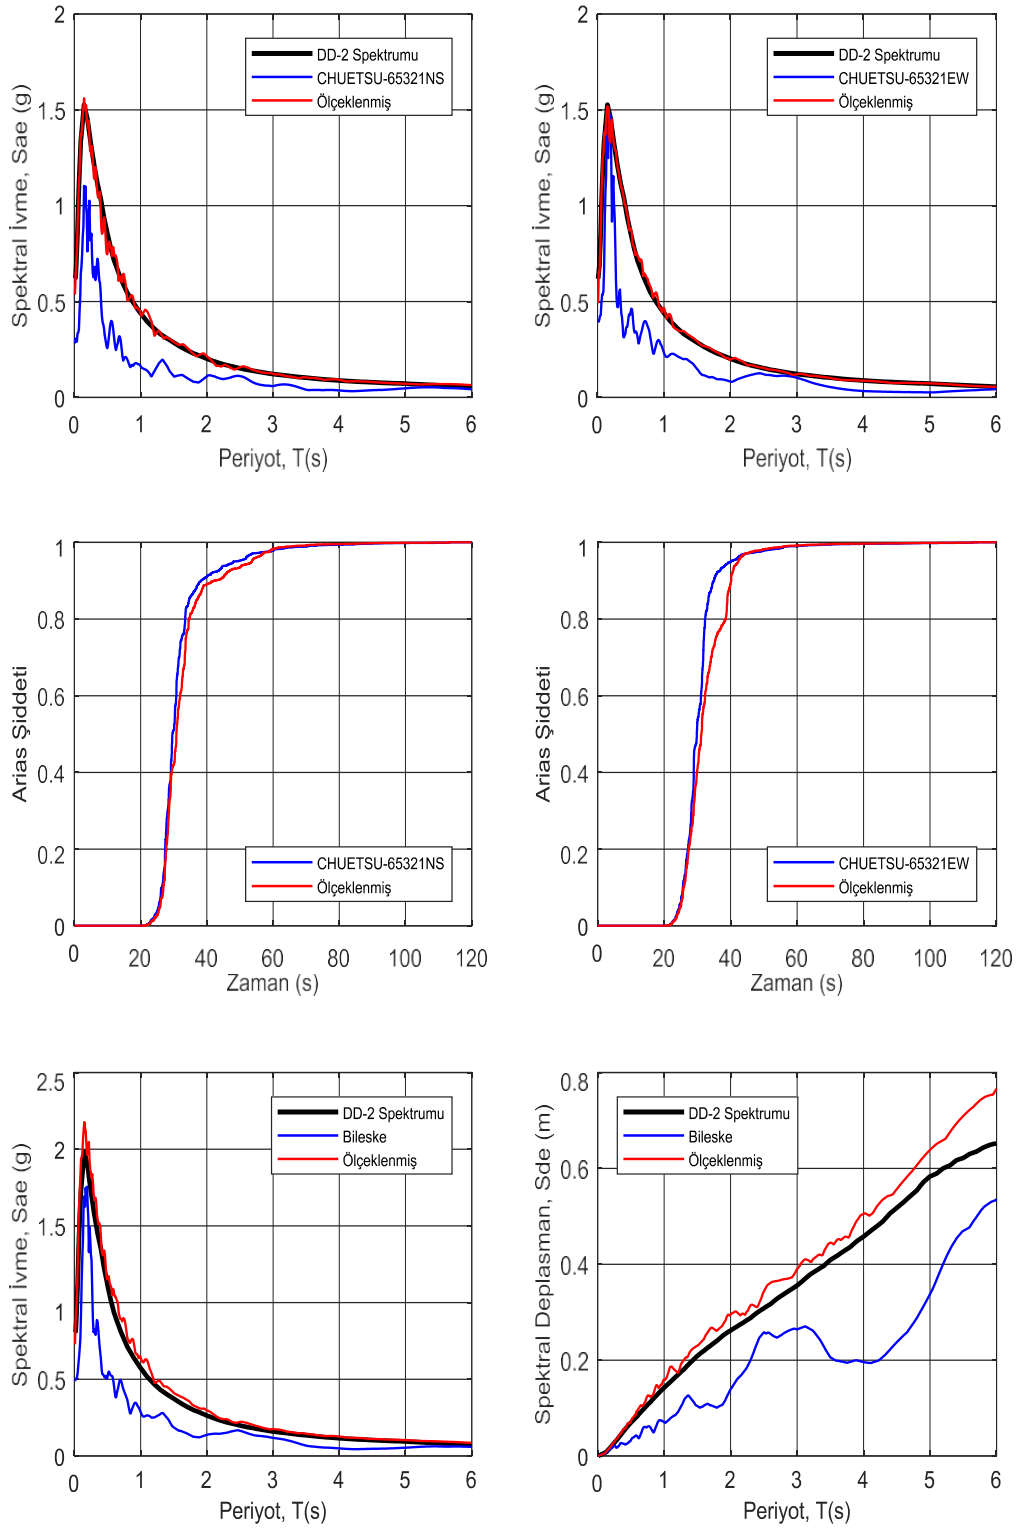 2
1.5
1
0.5
0
0
1
2
3
4
5
6
Spektral İvme, Sae (g)
Periyot, T(s)
DD-2 Spektrumu
CHUETSU-65321NS
Ölçeklenmiş
2
1.5
1
0.5
0
0
1
2
3
4
5
6
Spektral İvme, Sae (g)
Periyot, T(s)
DD-2 Spektrumu
CHUETSU-65321EW
Ölçeklenmiş
1
0.8
0.6
0.4
0.2
0
0
20
40
60
80
100
120
Arias Şiddeti
Zaman (s)
CHUETSU-65321NS
Ölçeklenmiş
1
0.8
0.6
0.4
0.2
0
0
20
40
60
80
100
120
Arias Şiddeti
Zaman (s)
CHUETSU-65321EW
Ölçeklenmiş
2.5
2
1.5
1
0.5
0
0
1
2
3
4
5
6
Spektral İvme, Sae (g)
Periyot, T(s)
DD-2 Spektrumu
Bileske
Ölçeklenmiş
0.8
0.6
0.4
0.2
0
0
1
2
3
4
5
6
Spektral Deplasman, Sde (m)
Periyot, T(s)
DD-2 Spektrumu
Bileske
Ölçeklenmiş